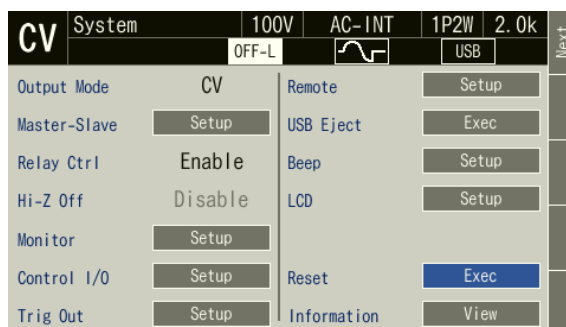 CV System 100V AC-INT 1P2W 2.0k
OFF-L USB
Next
Output Mode CV
Master-Slave Setup
Relay Ctrl Enable
Hi-Z Off Disable
Monitor Setup
Control I/O Setup
Trig Out Setup
Remote Setup
USB Eject Exec
Beep Setup
LCD Setup
Reset Exec
Information View